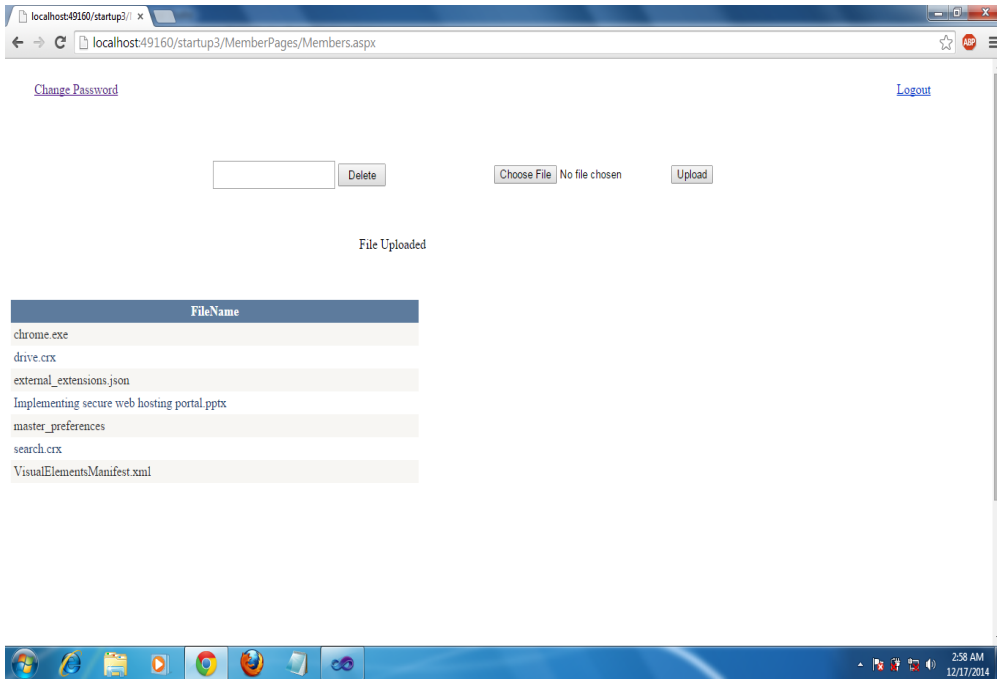 localhost:49160/startup3/
localhost:49160/startup3/MemberPages/Members.aspx
ABP
Change Password
Logout
Delete
Choose File No file chosen
Upload
File Uploaded
FileName
chrome.exe
drive.crx
external_extensions.json
Implementing secure web hosting portal.pptx
master_preferences
search.crx
VisualElementsManifest.xml
2:58 AM
12/17/2014